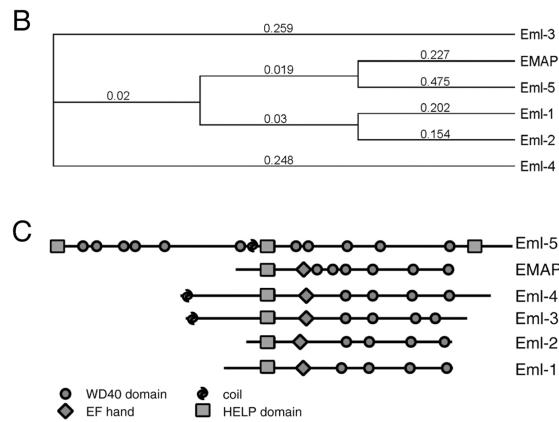 B
0.259 Eml-3
0.227 EMAP
0.019
0.475 Eml-5
0.02
0.202 Eml-1
0.03
0.154 Eml-2
0.248 Eml-4
C
Eml-5
EMAP
Eml-4
Eml-3
Eml-2
Eml-1
WD40 domain coil
EF hand HELP domain